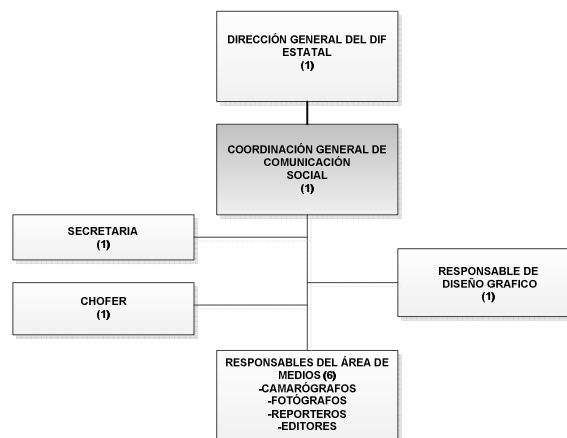 DIRECCIÓN GENERAL DEL DIF
ESTATAL
(1)
COORDINACIÓN GENERAL DE
COMUNICACIÓN
SOCIAL
(1)
SECRETARIA
(1)
RESPONSABLE DE
DISEÑO GRAFICO
(1)
CHOFER
(1)
RESPONSABLES DEL ÁREA DE
MEDIOS (6)
-CAMARÓGRAFOS
-FOTÓGRAFOS
-REPORTEROS
-EDITORES